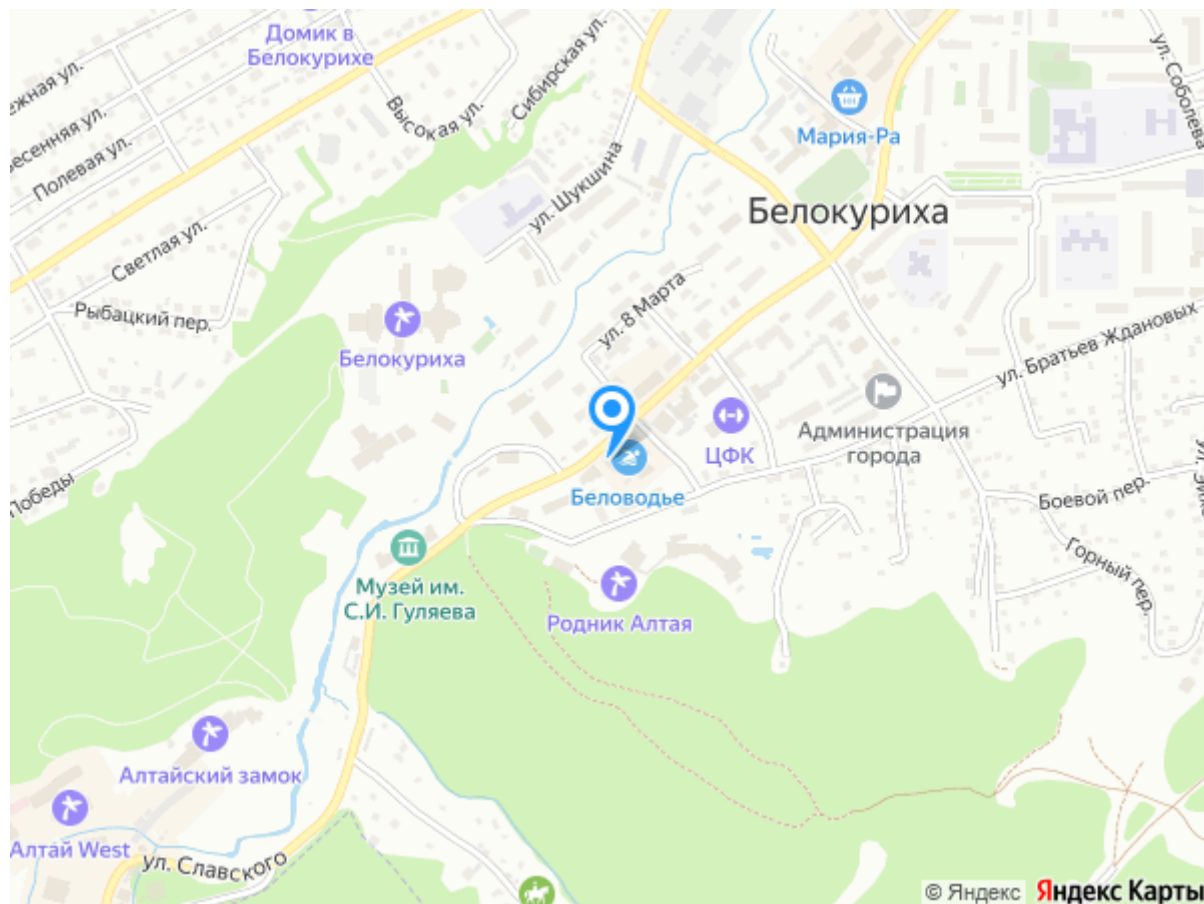 Домик в
Белокурихе
ежная ул.
есенняя ул.
Полевая ул.
Высокая ул.
Сибирская ул.
ул. Соболева
Мария-Ра
ул. Шукшина
Белокуриха
Светлая ул.
Рыбацкий пер.
ул. 8 Марта
Белокуриха
ул. Братьев Ждановых
Администрация
города
ЦФК
Беловодье
Победы
Боевой пер.
Горный пер.
Музей им.
С.И. Гуляева
Родник Алтая
Алтайский замок
Алтай West
ул. Славского
© Яндекс Яндекс Карты